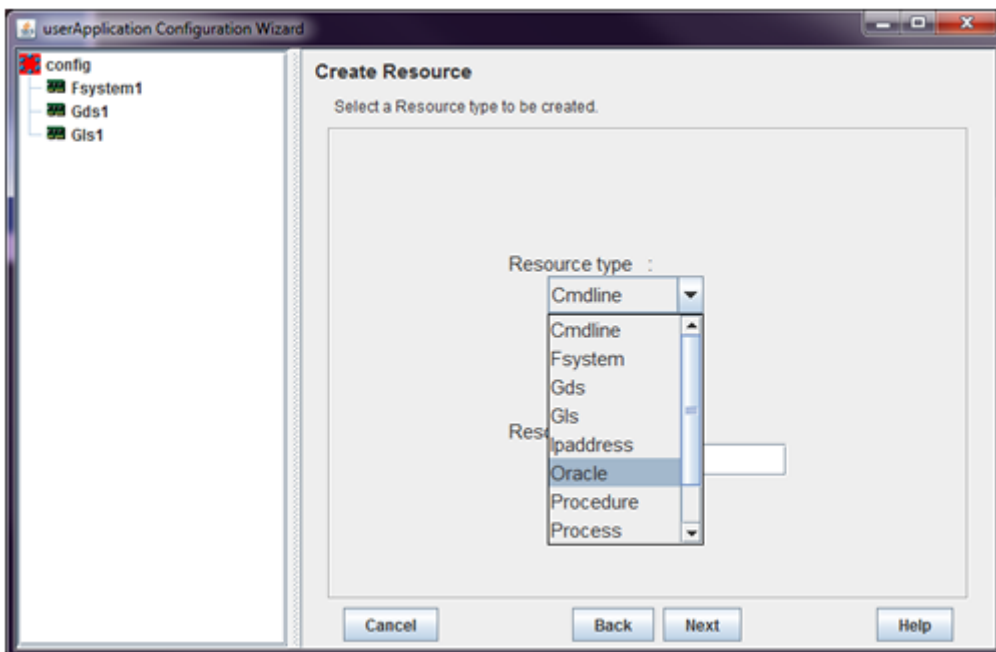 userApplication Configuration Wizard
config
Fsystem1
Gds1
Gls1
Create Resource
Select a Resource type to be created.
Resource type :
Cmdline
Cmdline
Fsystem
Gds
Gls
Ipaddress
Oracle
Procedure
Process
Cancel
Back
Next
Help